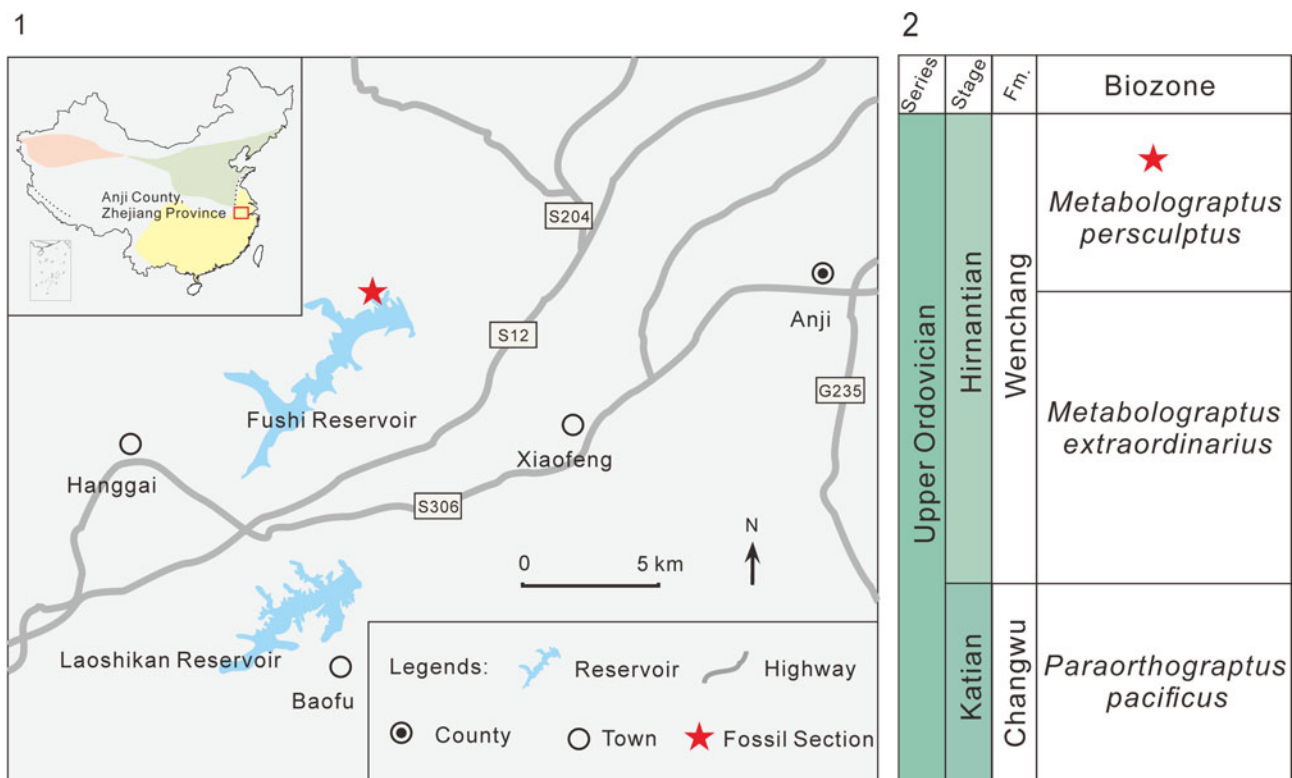 1
Anji County,
Zhejiang Province
S204
Anji
S12
G235
Fushi Reservoir
Xiaofeng
Hanggai
S306
N
0 5 km
Laoshikan Reservoir
Baofu
Legends: Reservoir Highway
County Town Fossil Section
2
Series Stage Fm. Biozone
Upper Ordovician
Hirnantian
Wenchang
Metabolograptus
persculptus
Metabolograptus
extraordinarius
Katian
Changwu
Paraorthograptus
pacificus